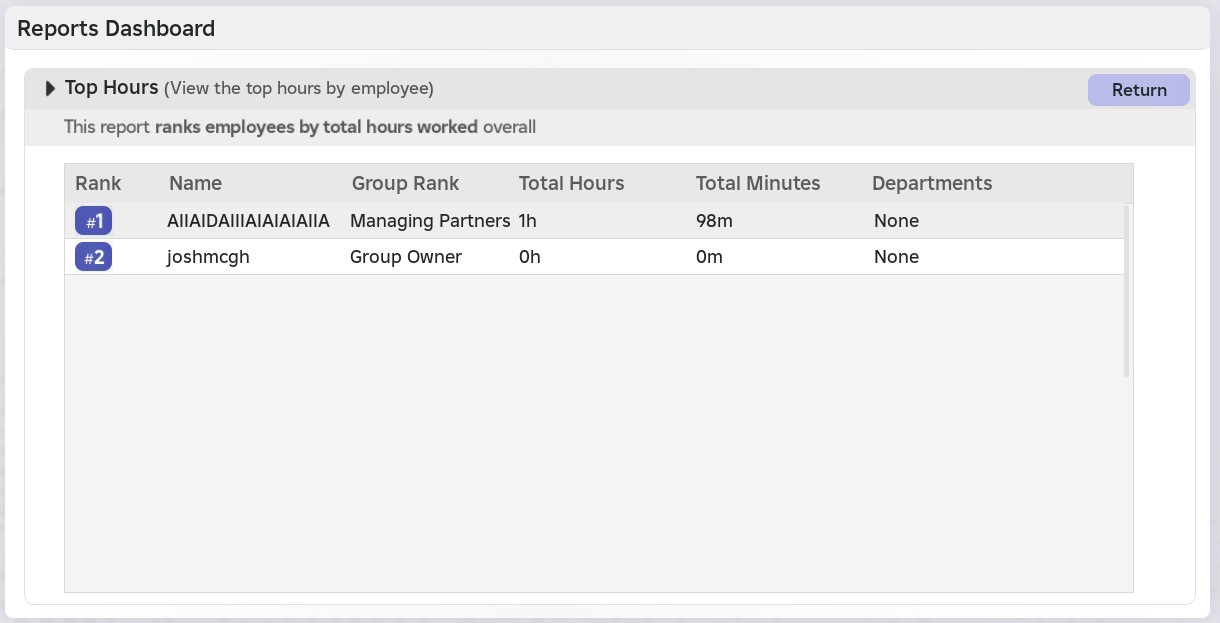 Reports Dashboard
Top Hours (View the top hours by employee)
Return
This report ranks employees by total hours worked overall
Rank Name Group Rank Total Hours Total Minutes Departments
#1 AIIAIDAIIIAIAIAIAIIA Managing Partners 1h 98m None
#2 joshmcgh Group Owner 0h 0m None